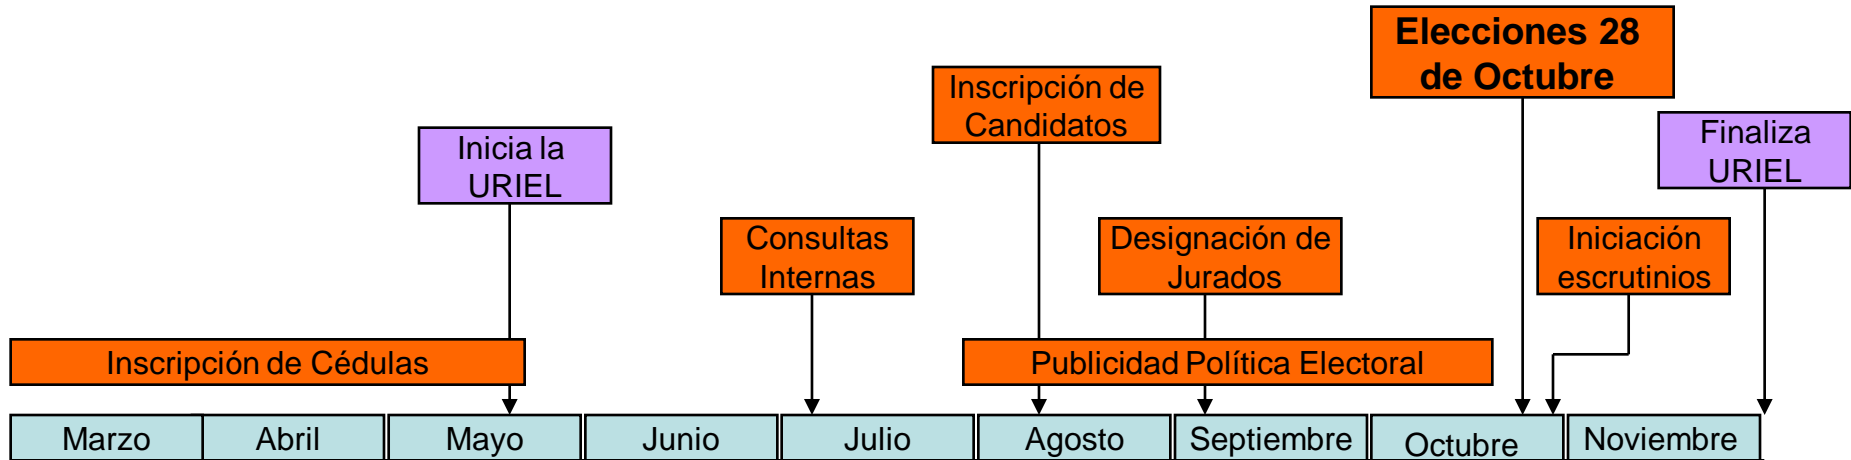 Elecciones 28
de Octubre
Inscripción de
Candidatos
Inicia la
URIEL
Finaliza
URIEL
Consultas
Internas
Designación de
Jurados
Iniciación
escrutinios
Inscripción de Cédulas
Publicidad Política Electoral
Marzo
Abril
Mayo
Junio
Julio
Agosto
Septiembre
Octubre
Noviembre